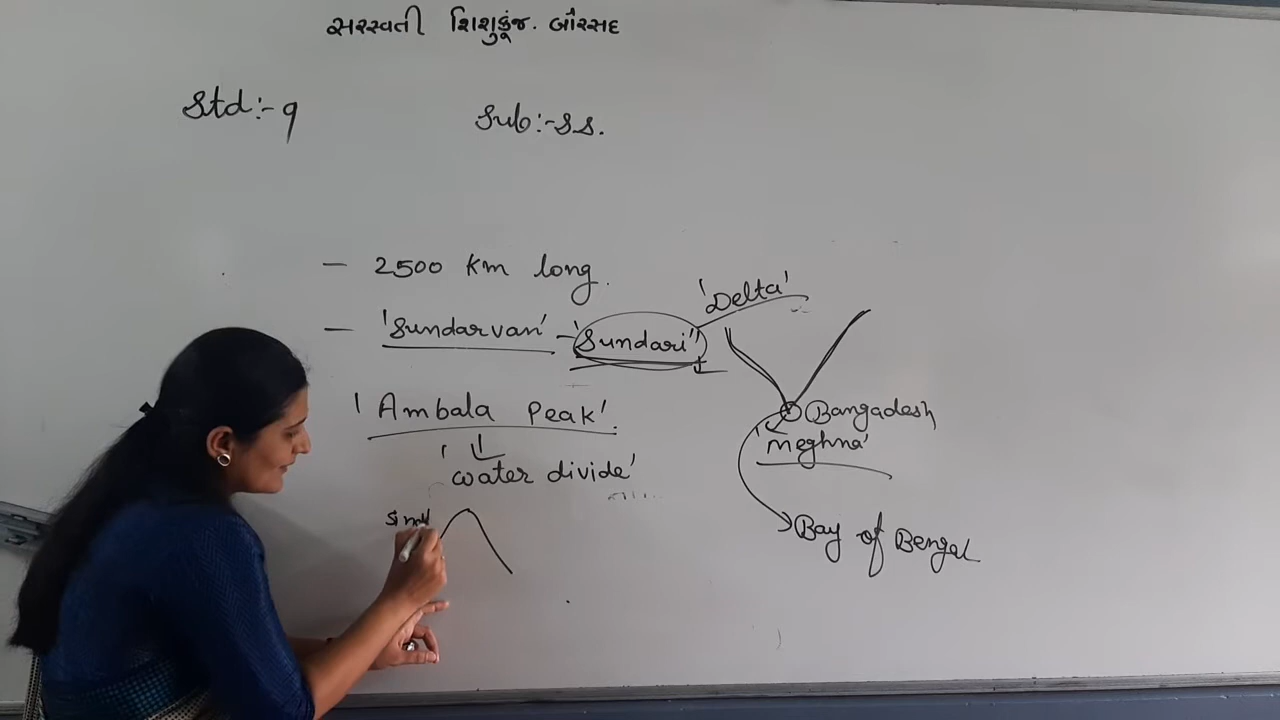 સરસ્વતી શિશુકુંજ. બોરસદ
Std:- 9
Sub:- S.S.
- 2500 Km long.
- 'Sundarvan' - 'Sundari'
'Delta'
'Ambala Peak'.
'water divide'
Bangadesh
'Meghna'
Bay of Bengal